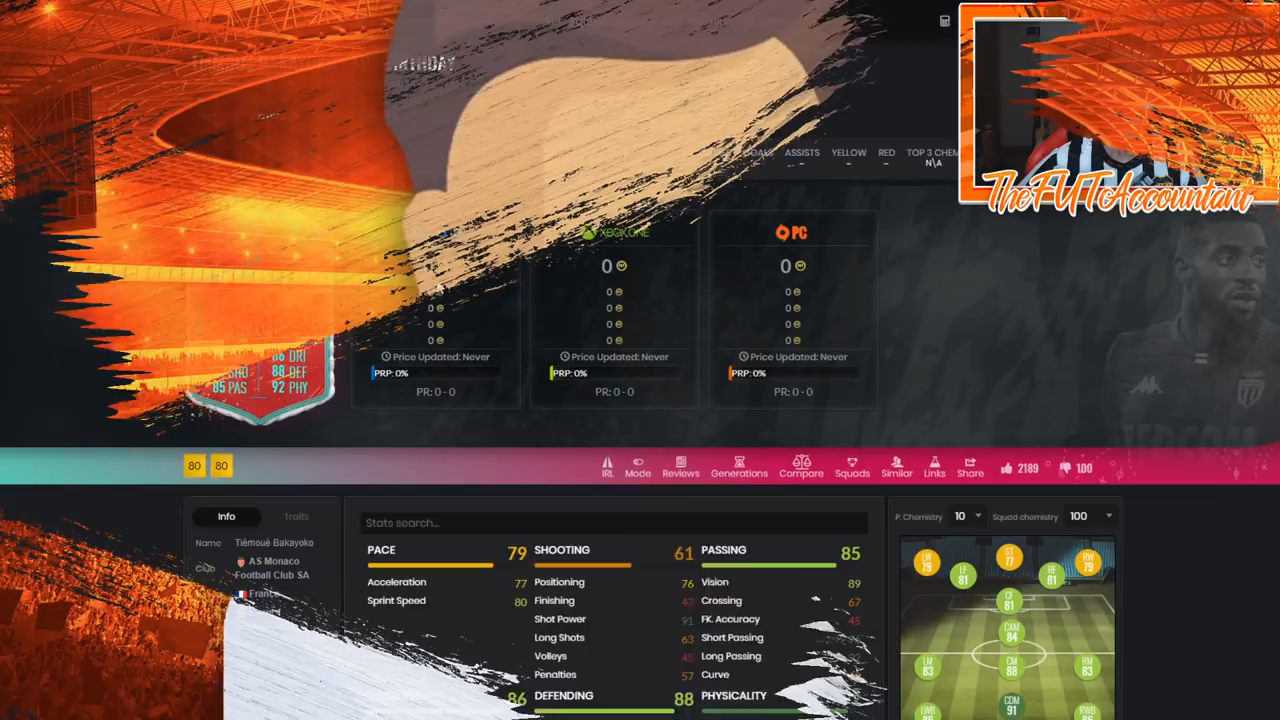 TheFUTAccountant
ASSISTS YELLOW RED TOP 3 CHEM
N\A
XBOX ONE PC
0 0
0 0 0
0 0 0
0 0 0
0 0
Price Updated: Never Price Updated: Never Price Updated: Never
PRP: 0% PRP: 0% PRP: 0%
PR: 0 - 0 PR: 0 - 0 PR: 0 - 0
86 DRI
SHO 88 DEF
85 PAS 92 PHY
80 80 IRL Mode Reviews Generations Compare Squads Similar Links Share 2189 100
Info Traits
Name Tiémoué Bakayoko
Club AS Monaco
Football Club SA
France
Stats search...
PACE 79 SHOOTING 61 PASSING 85
Acceleration 77 Positioning 76 Vision 89
Sprint Speed 80 Finishing Crossing 67
Shot Power 91 FK. Accuracy 45
Long Shots 63 Short Passing
Volleys 45 Long Passing
Penalties 57 Curve
86 DEFENDING 88 PHYSICALITY
P. Chemistry 10 Squad chemistry 100
LW 79 ST 77 RW 79
LF 81 RF 81
CF 81
CAM 84
LM 83 CM 88 RM 83
CDM 91
LWB RWB